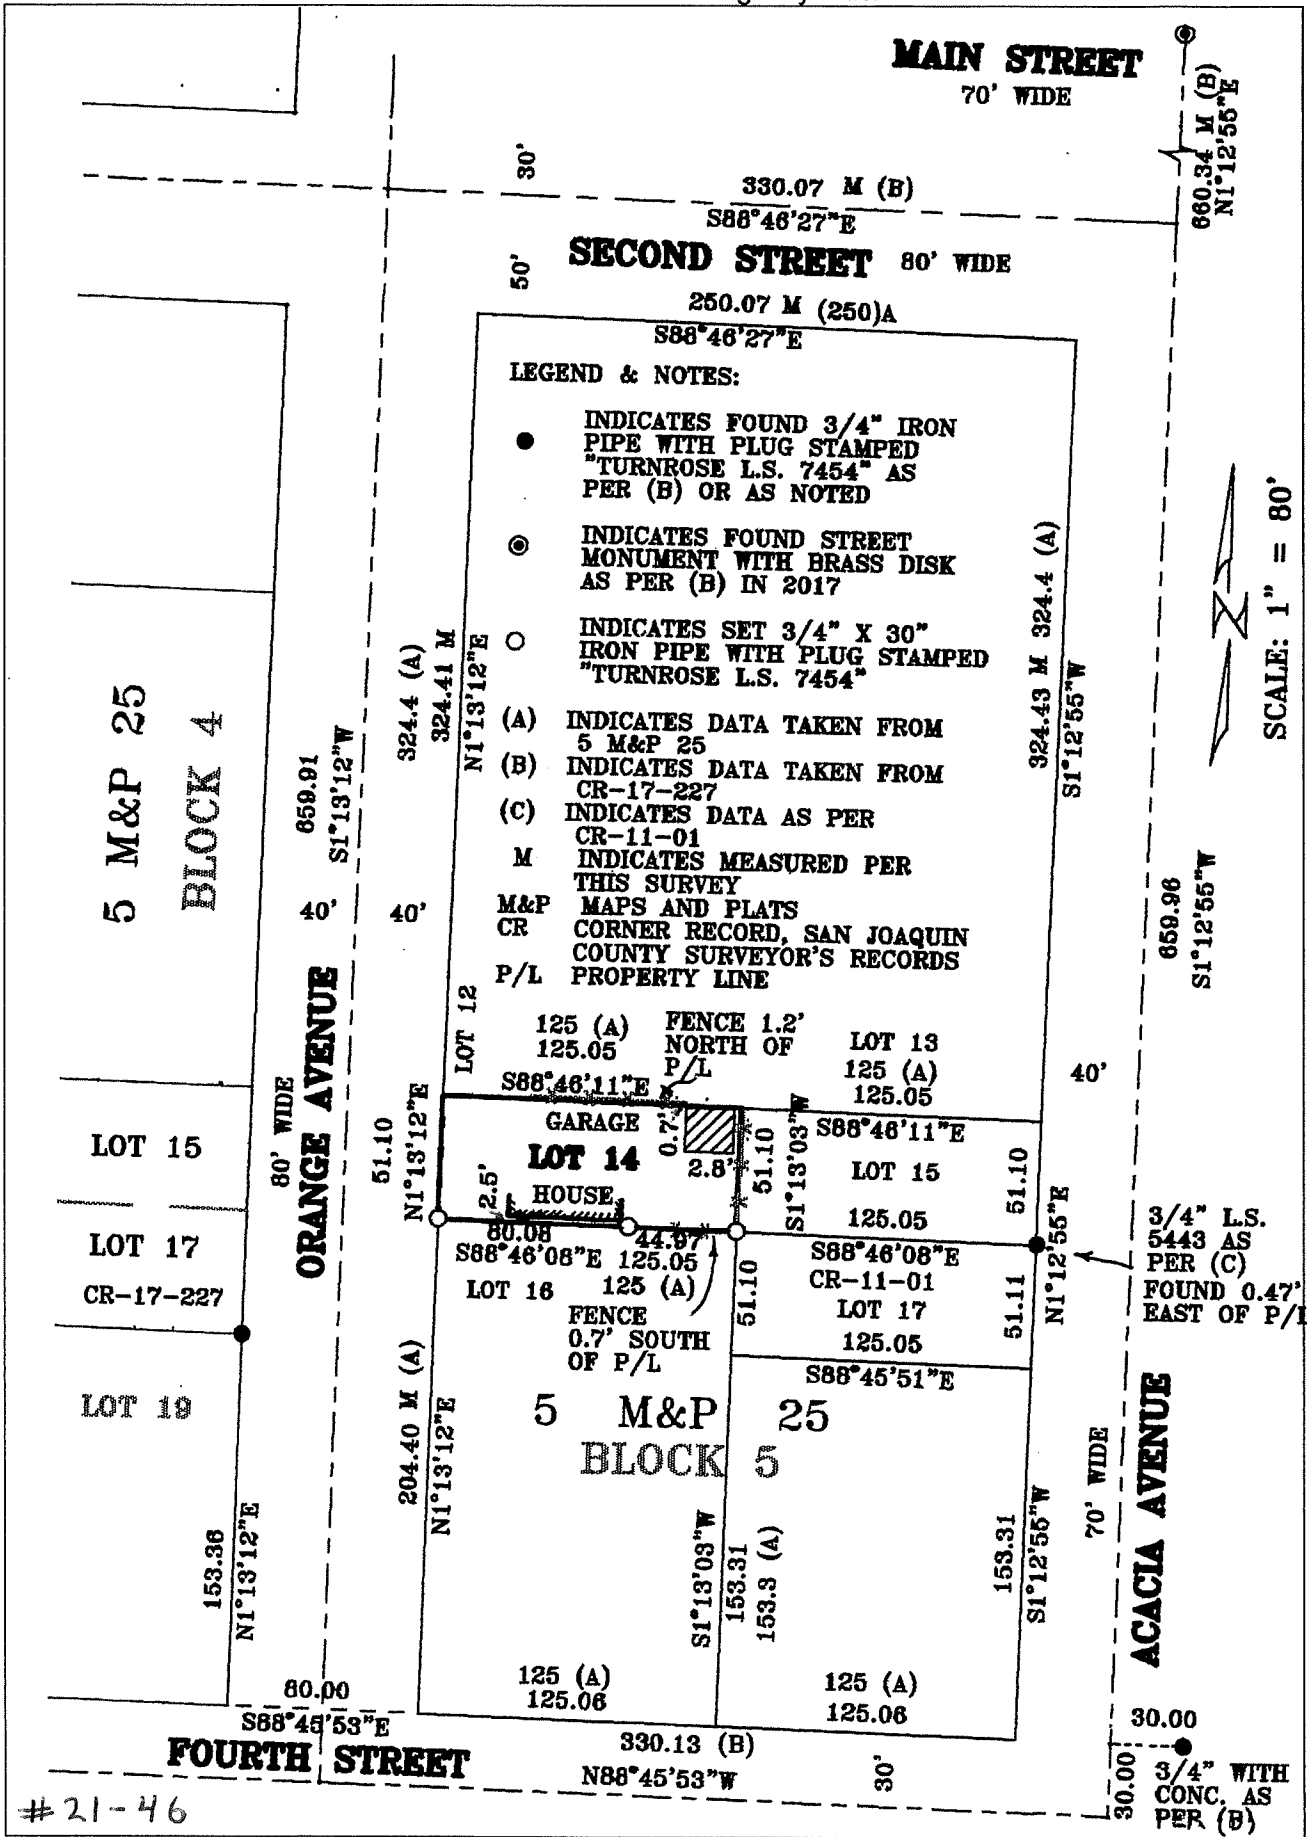 MAIN STREET
70' WIDE
660.34 M (B)
N1°12'55"E
30'
330.07 M (B)
S88°46'27"E
SECOND STREET 80' WIDE
50'
250.07 M (250)A
S88°46'27"E
LEGEND & NOTES:
INDICATES FOUND 3/4" IRON
PIPE WITH PLUG STAMPED
"TURNROSE L.S. 7454" AS
PER (B) OR AS NOTED
INDICATES FOUND STREET
MONUMENT WITH BRASS DISK
AS PER (B) IN 2017
INDICATES SET 3/4" X 30"
IRON PIPE WITH PLUG STAMPED
"TURNROSE L.S. 7454"
(A) INDICATES DATA TAKEN FROM
5 M&P 25
(B) INDICATES DATA TAKEN FROM
CR-17-227
(C) INDICATES DATA AS PER
CR-11-01
M INDICATES MEASURED PER
THIS SURVEY
M&P MAPS AND PLATS
CR CORNER RECORD, SAN JOAQUIN
COUNTY SURVEYOR'S RECORDS
P/L PROPERTY LINE
N
SCALE: 1" = 80'
324.43 M 324.4 (A)
S1°12'55"W
324.4 (A)
324.41 M
N1°13'12"E
5 M&P 25
BLOCK 4
659.91
S1°13'12"W
40'
40'
659.96
S1°12'55"W
LOT 12
125 (A)
125.05
S88°46'11"E
FENCE 1.2'
NORTH OF
P/L
LOT 13
125 (A)
125.05
S88°46'11"E
40'
ORANGE AVENUE
80' WIDE
LOT 15
LOT 17
CR-17-227
LOT 19
51.10
N1°13'12"E
GARAGE
LOT 14
0.7'
2.8'
2.5'
HOUSE
51.10
S1°13'03"W
LOT 15
125.05
51.10
N1°12'55"E
80.08
44.97
S88°46'08"E 125.05
125 (A)
LOT 16
FENCE
0.7' SOUTH
OF P/L
S88°46'08"E
CR-11-01
LOT 17
125.05
S88°45'51"E
51.10
51.11
3/4" L.S.
5443 AS
PER (C)
FOUND 0.47'
EAST OF P/L
204.40 M (A)
N1°13'12"E
5 M&P 25
BLOCK 5
ACACIA AVENUE
70' WIDE
153.36
N1°13'12"E
S1°13'03"W
153.31
153.3 (A)
153.31
S1°12'55"W
80.00
S88°45'53"E
125 (A)
125.06
125 (A)
125.06
FOURTH STREET
330.13 (B)
N88°45'53"W
30'
30.00
30.00
3/4" WITH
CONC. AS
PER (B)
#21-46